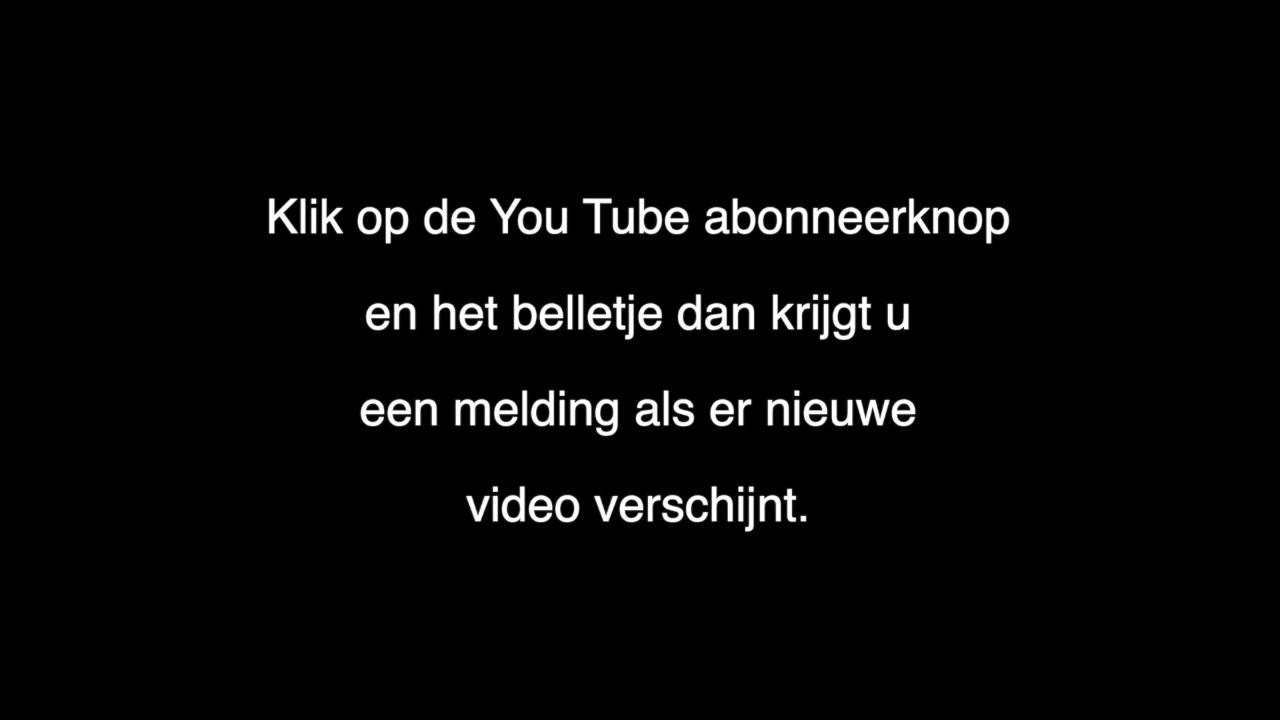 Klik op de You Tube abonneerknop
en het belletje dan krijgt u
een melding als er nieuwe
video verschijnt.